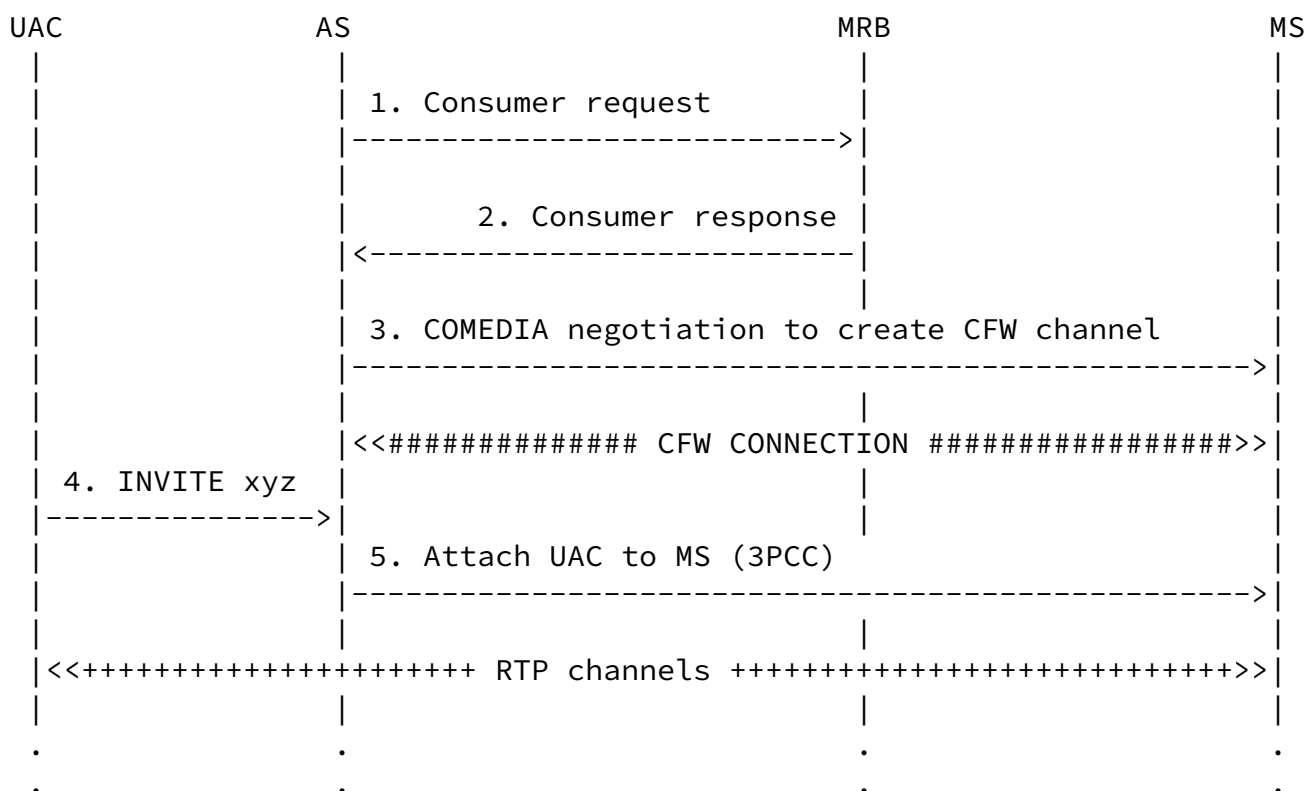 UAC AS MRB MS
1. Consumer request
2. Consumer response
3. COMEDIA negotiation to create CFW channel
CFW CONNECTION
4. INVITE xyz
5. Attach UAC to MS (3PCC)
RTP channels